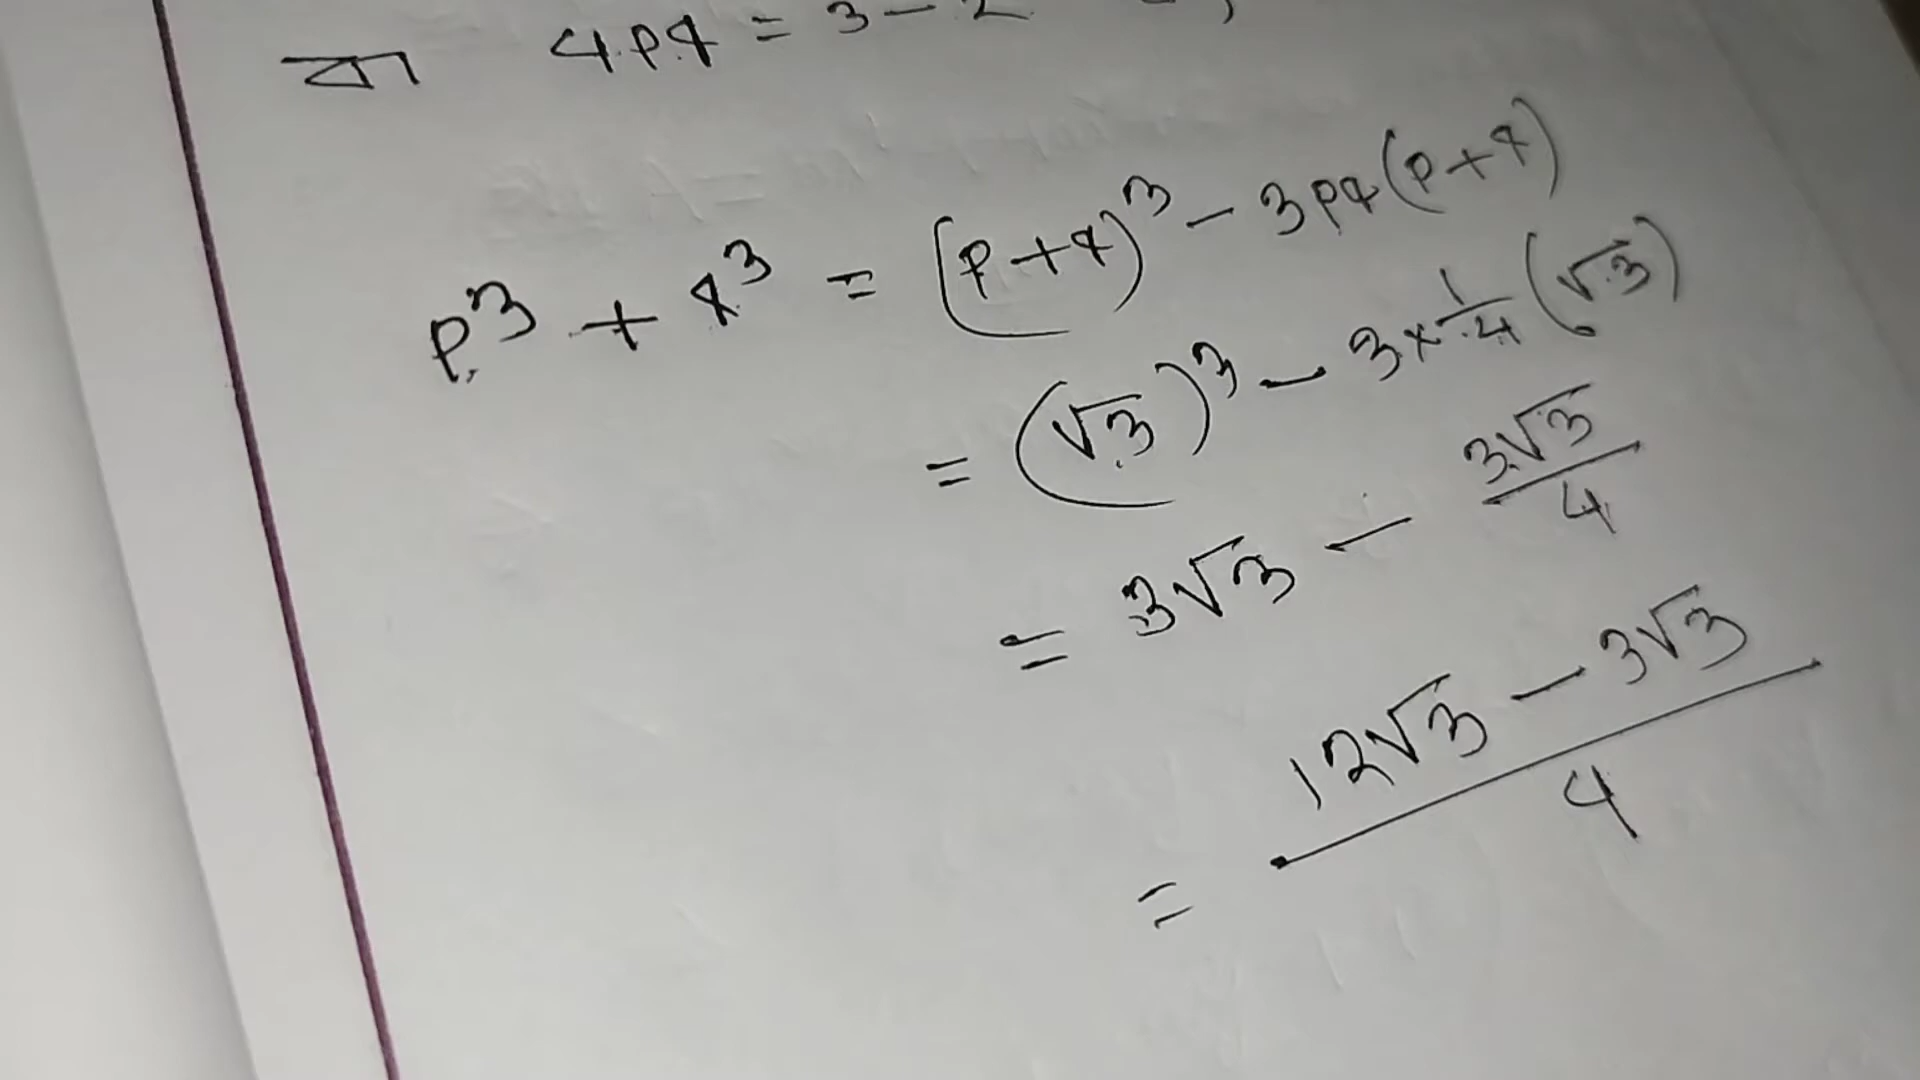 বা 4pq = 3 - 2
p³ + q³ = (p+q)³ - 3pq(p+q)
= (√3)³ - 3×1/4(√3)
= 3√3 - 3√3/4
= 12√3 - 3√3/4